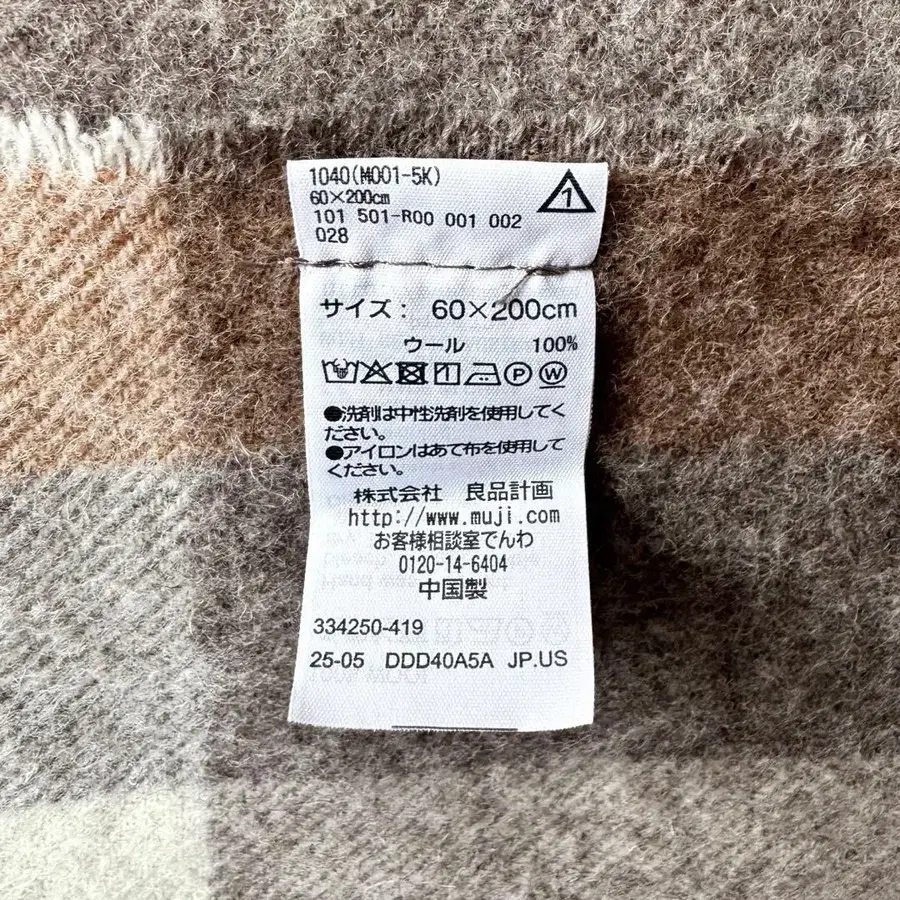 1040(M001-5K)
60×200cm
101 501-R00 001 002
028
1
サイズ： 60×200cm
ウール 100%
P W
●洗剤は中性洗剤を使用してく
ださい。
●アイロンはあて布を使用して
ください。
株式会社 良品計画
http://www.muji.com
お客様相談室でんわ
0120-14-6404
中国製
334250-419
25-05 DDD40A5A JP.US